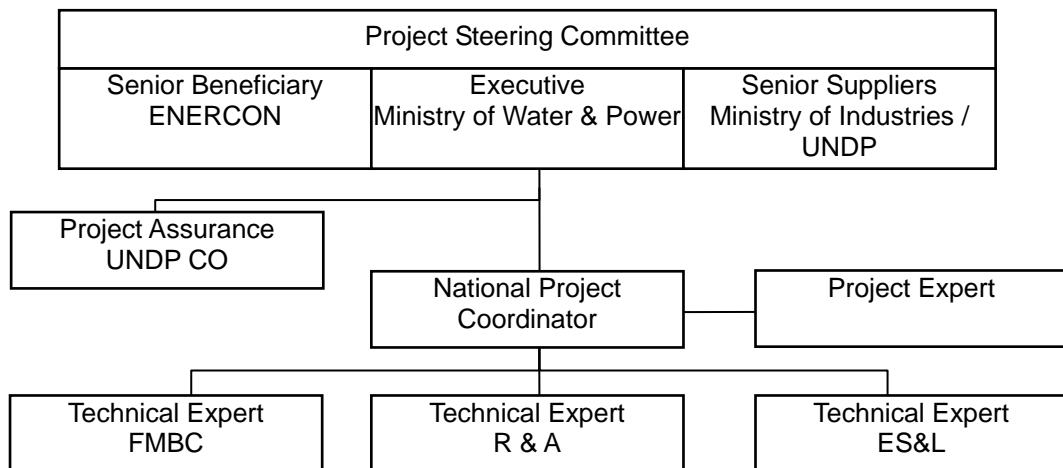 Project Steering Committee
Senior Beneficiary
ENERCON
Executive
Ministry of Water & Power
Senior Suppliers
Ministry of Industries /
UNDP
Project Assurance
UNDP CO
National Project
Coordinator
Project Expert
Technical Expert
FMBC
Technical Expert
R & A
Technical Expert
ES&L